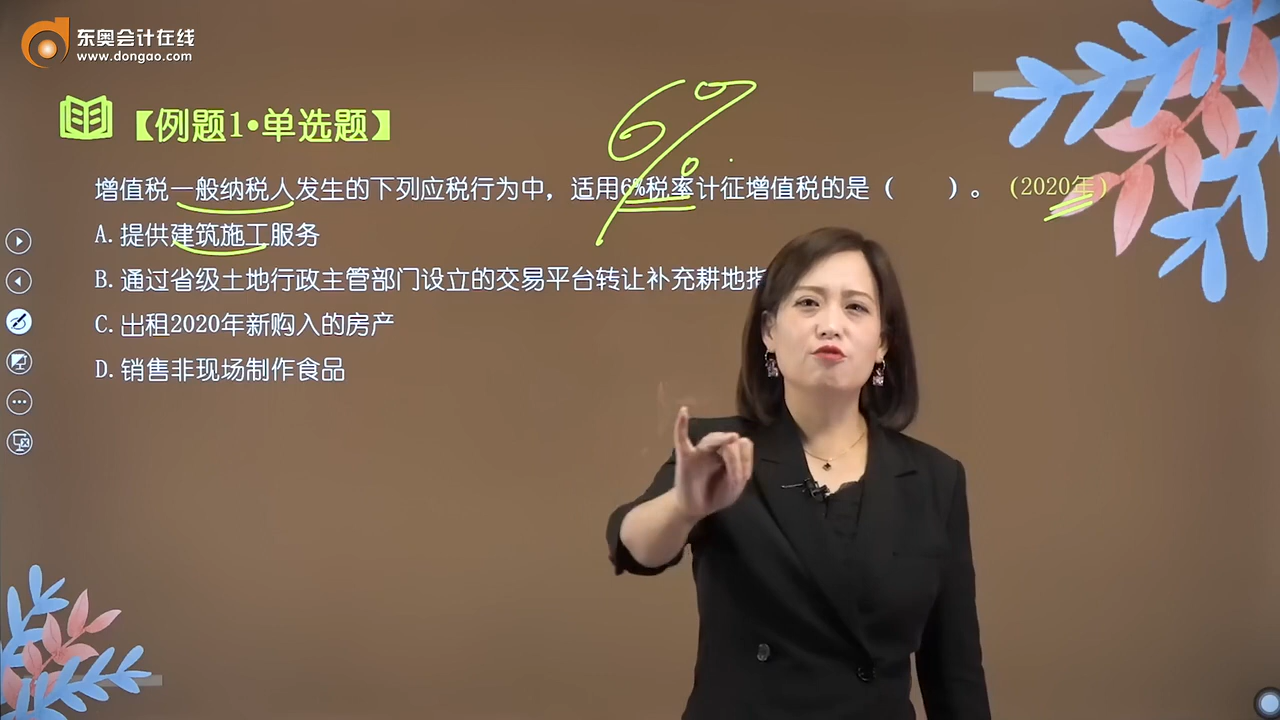 东奥会计在线
www.dongao.com
6%
【例题1•单选题】
增值税一般纳税人发生的下列应税行为中，适用6%税率计征增值税的是（　　）。（2020年）
A.提供建筑施工服务
B.通过省级土地行政主管部门设立的交易平台转让补充耕地指
C.出租2020年新购入的房产
D.销售非现场制作食品